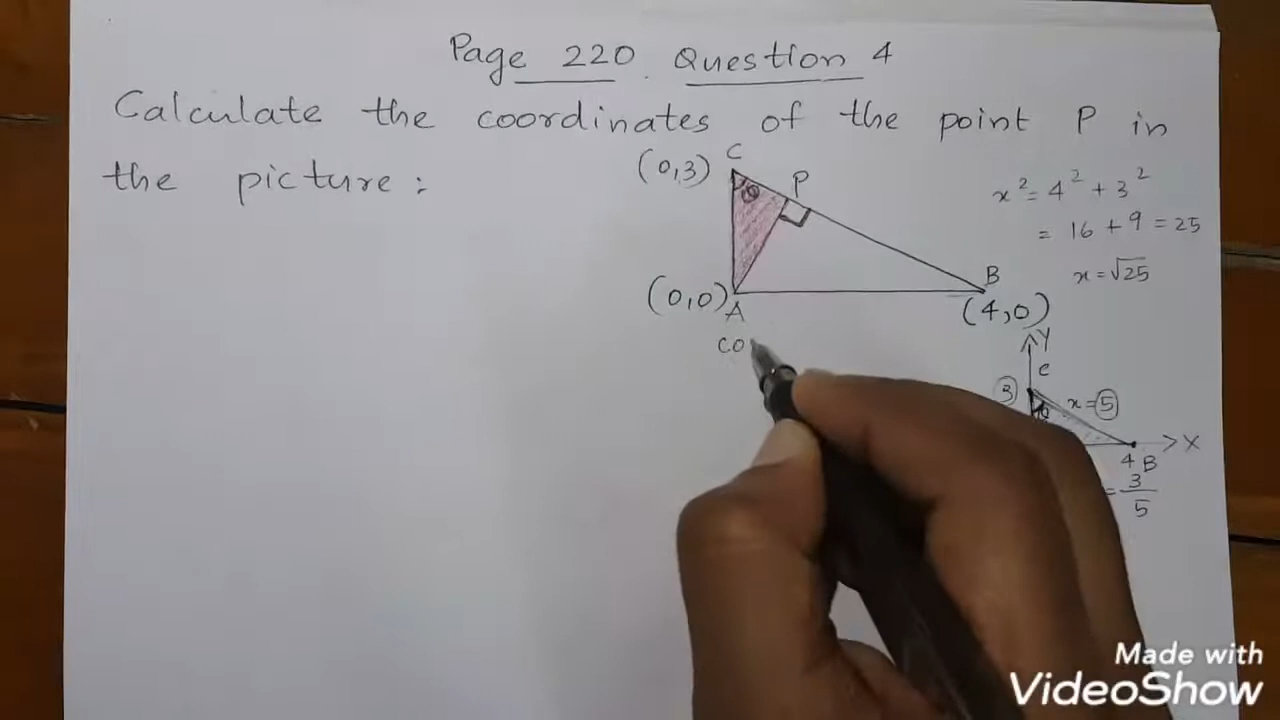 Page 220. Question 4
Calculate the coordinates of the point P in
the picture :
C
(0,3)
P
x² = 4² + 3²
= 16 + 9 = 25
x = √25
(0,0)
A
B
(4,0)
co
Y
C
3
x = 5
X
4 B
= 3/5
Made with
VideoShow